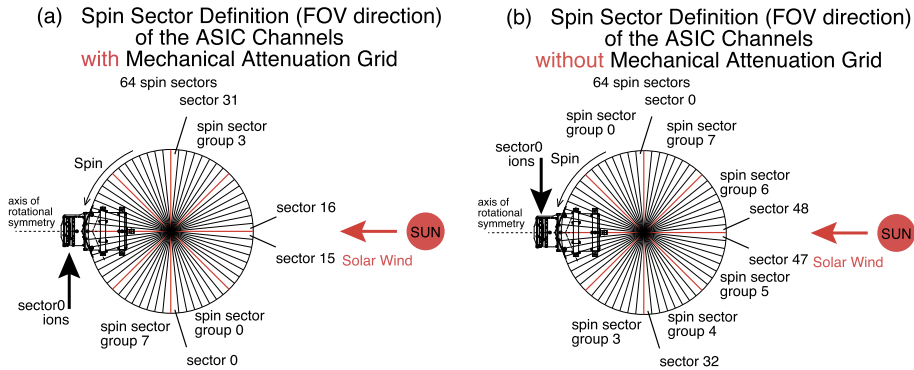 (a) Spin Sector Definition (FOV direction)
of the ASIC Channels
with Mechanical Attenuation Grid
64 spin sectors
sector 31
spin sector
group 3
Spin
axis of
rotational
symmetry
sector 16
sector 15
SUN
Solar Wind
sector0
ions
spin sector
group 7
spin sector
group 0
sector 0
(b) Spin Sector Definition (FOV direction)
of the ASIC Channels
without Mechanical Attenuation Grid
64 spin sectors
sector 0
spin sector
group 0
spin sector
group 7
sector0
ions
Spin
spin sector
group 6
axis of
rotational
symmetry
sector 48
SUN
sector 47
Solar Wind
spin sector
group 5
spin sector
group 3
spin sector
group 4
sector 32